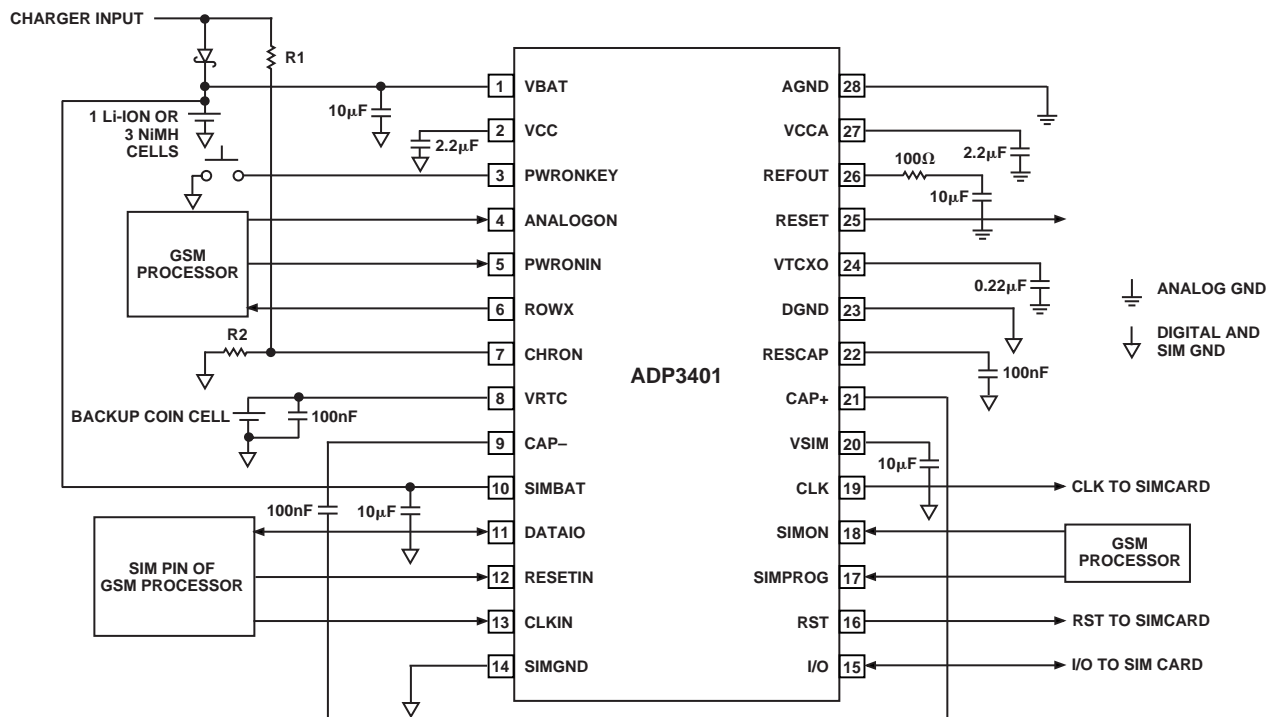 CHARGER INPUT
R1
1 Li-ION OR
3 NiMH
CELLS
10µF
2.2µF
GSM
PROCESSOR
R2
BACKUP COIN CELL
100nF
100nF
10µF
SIM PIN OF
GSM PROCESSOR
1 VBAT
2 VCC
3 PWRONKEY
4 ANALOGON
5 PWRONIN
6 ROWX
7 CHRON
8 VRTC
9 CAP–
10 SIMBAT
11 DATAIO
12 RESETIN
13 CLKIN
14 SIMGND
ADP3401
AGND 28
VCCA 27
REFOUT 26
RESET 25
VTCXO 24
DGND 23
RESCAP 22
CAP+ 21
VSIM 20
CLK 19
SIMON 18
SIMPROG 17
RST 16
I/O 15
2.2µF
100Ω
10µF
0.22µF
100nF
10µF
CLK TO SIMCARD
GSM
PROCESSOR
RST TO SIMCARD
I/O TO SIM CARD
ANALOG GND
DIGITAL AND
SIM GND